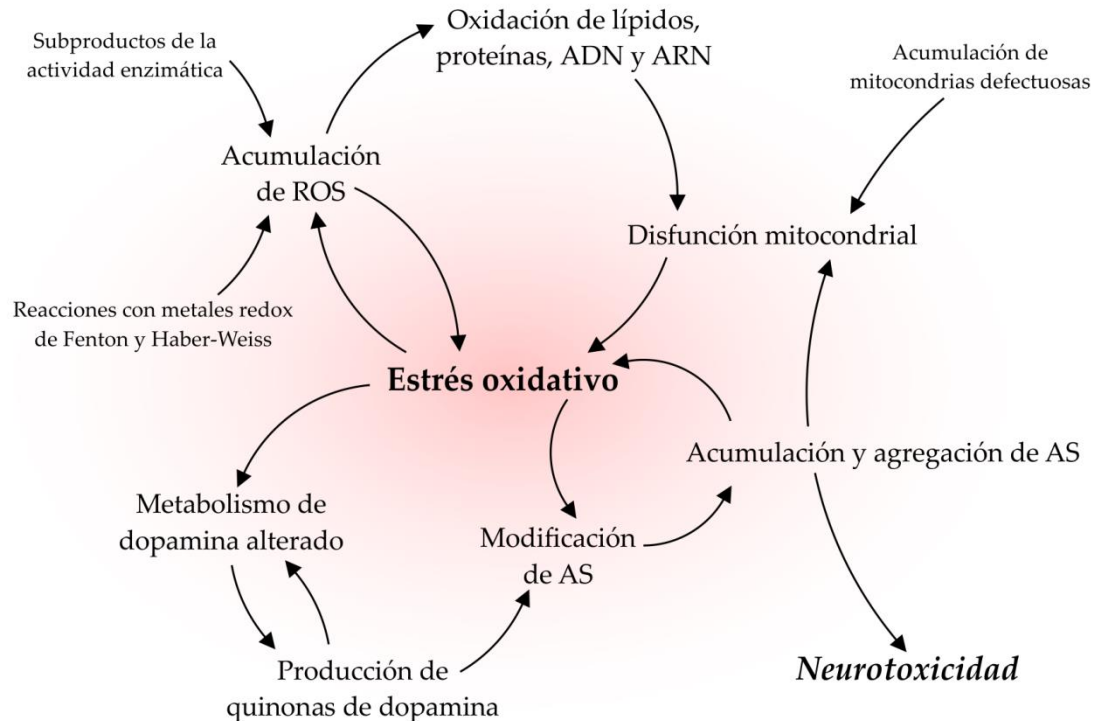 Oxidación de lípidos,
proteínas, ADN y ARN
Subproductos de la
actividad enzimática
Acumulación de
mitocondrias defectuosas
Acumulación
de ROS
Disfunción mitocondrial
Reacciones con metales redox
de Fenton y Haber-Weiss
Estrés oxidativo
Acumulación y agregación de AS
Metabolismo de
dopamina alterado
Modificación
de AS
Producción de
quinonas de dopamina
Neurotoxicidad